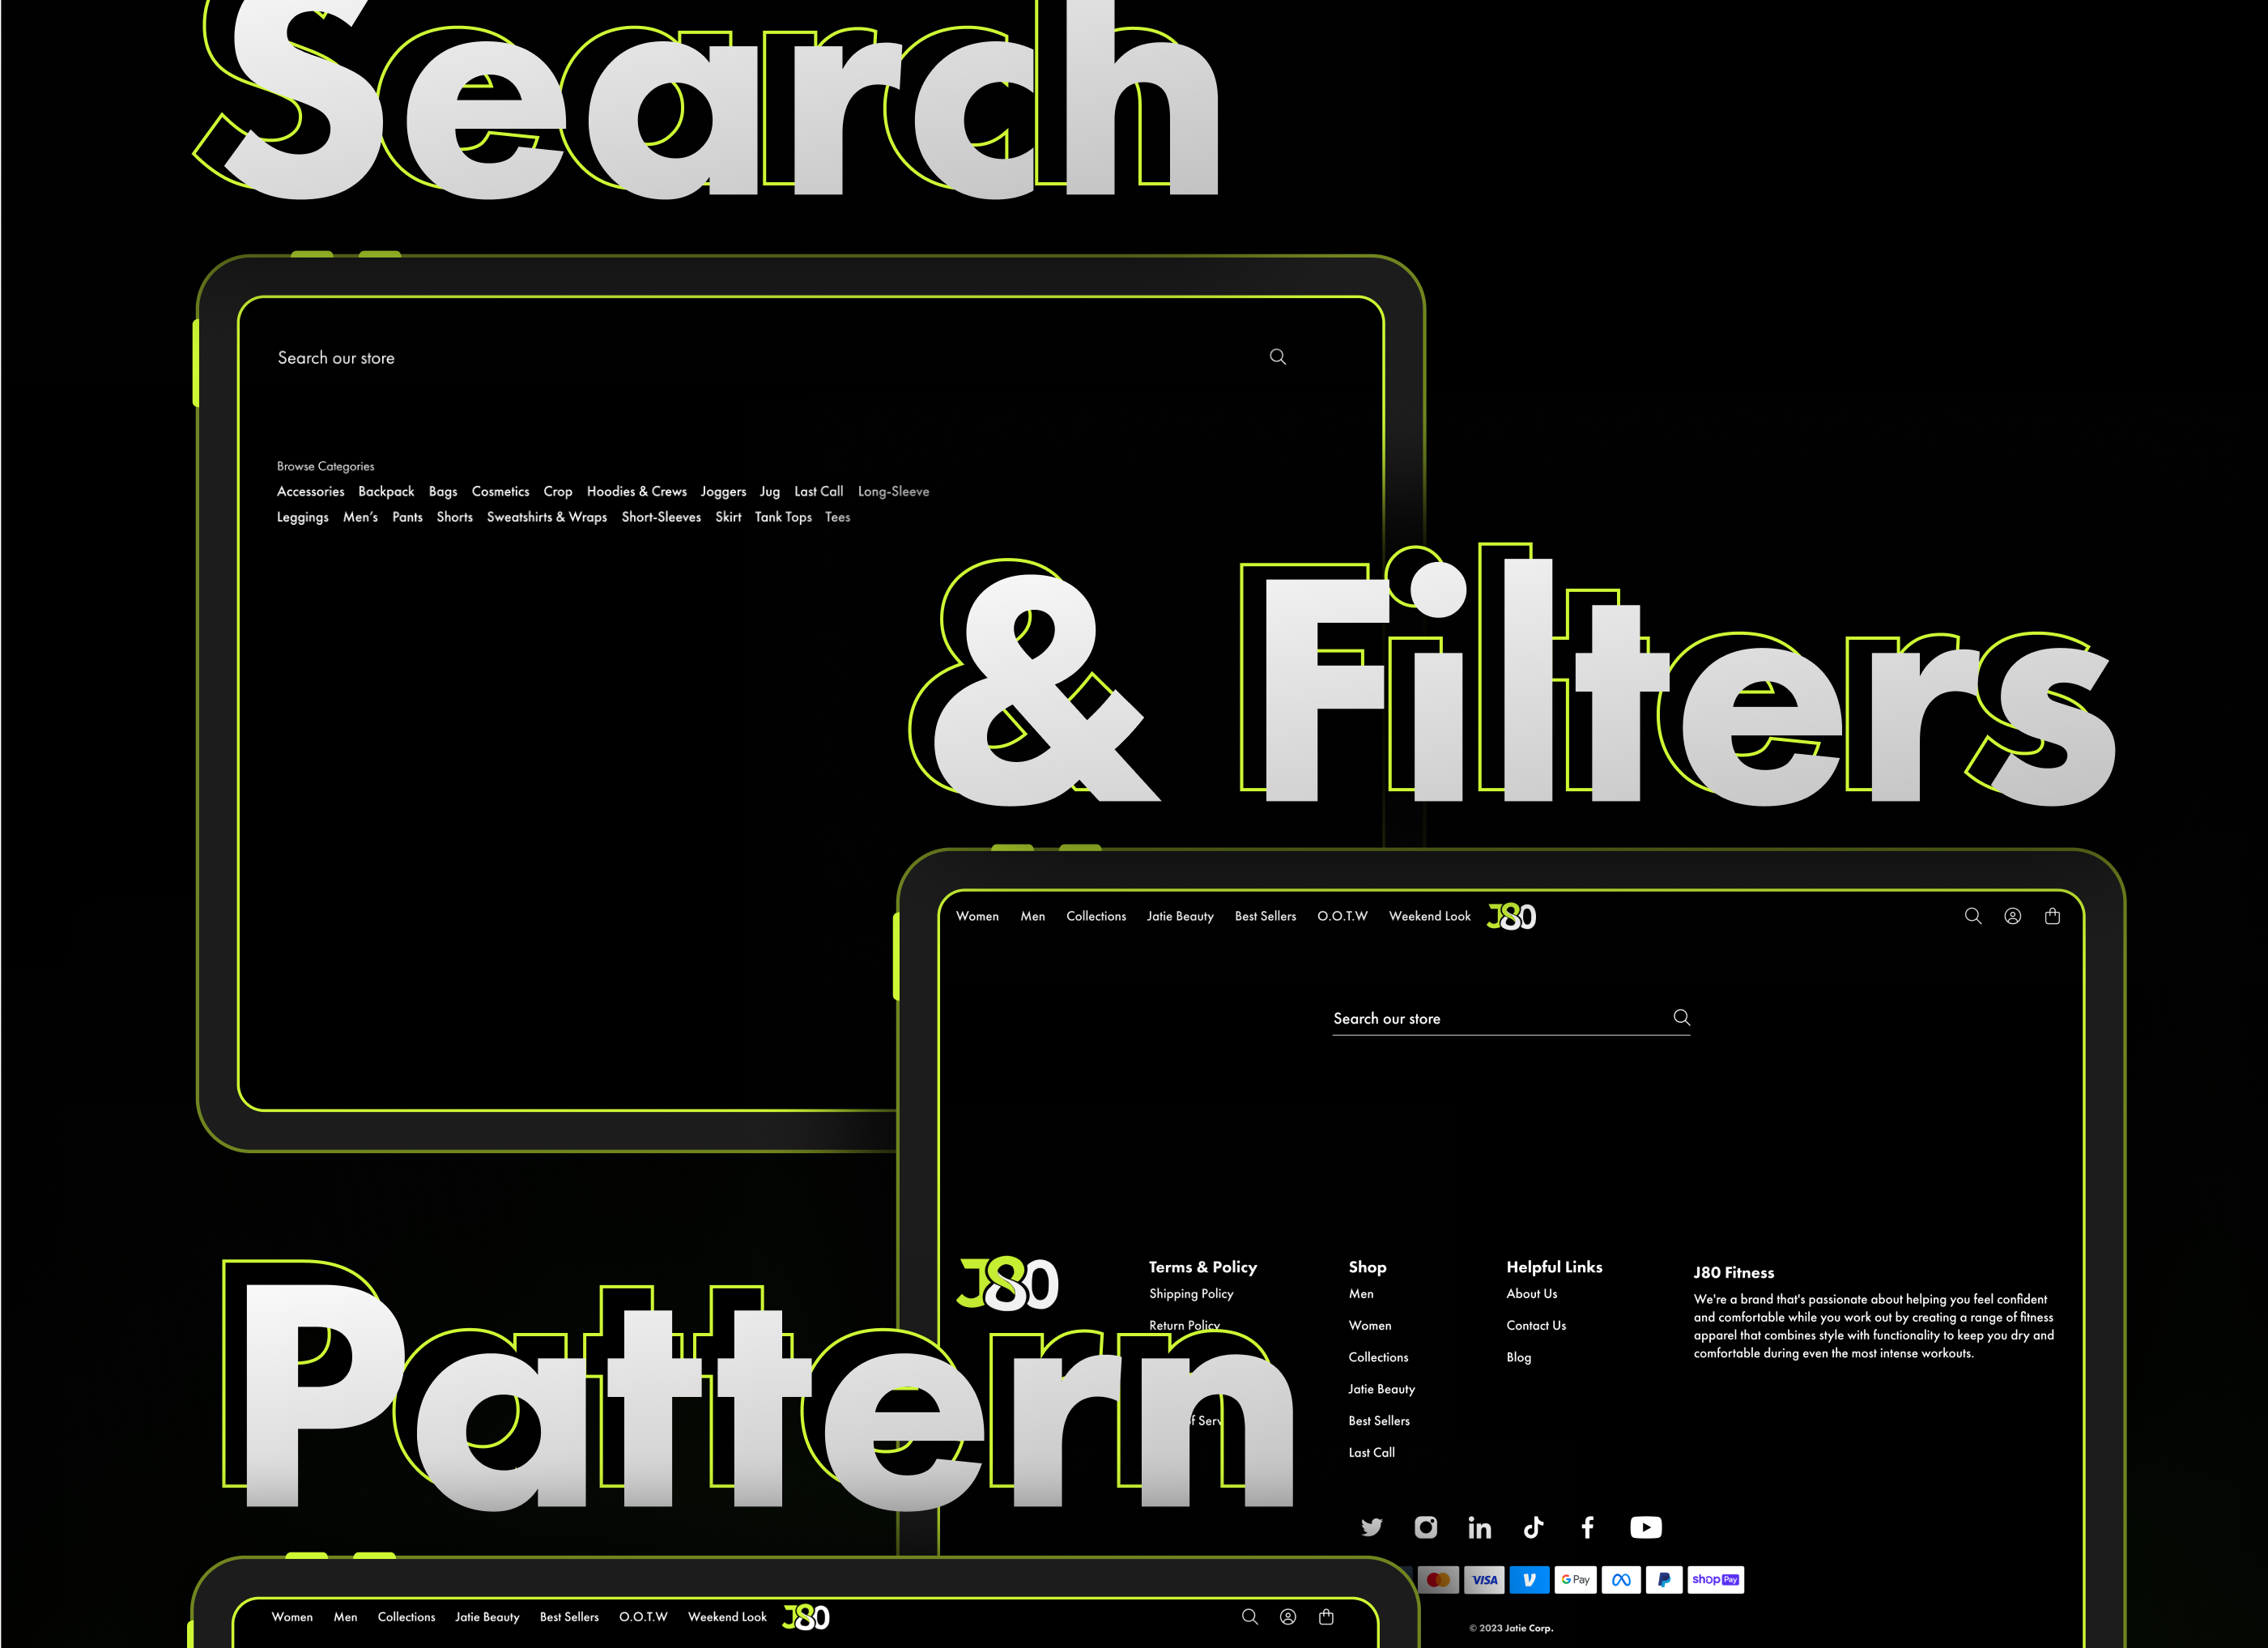 Search
Search our store
Browse Categories
Accessories Backpack Bags Cosmetics Crop Hoodies & Crews Joggers Jug Last Call Long-Sleeve
Leggings Men's Pants Shorts Sweatshirts & Wraps Short-Sleeves Skirt Tank Tops Tees
& Filters
Women Men Collections Jatie Beauty Best Sellers O.O.T.W Weekend Look J80
Search our store
J80
Terms & Policy
Shipping Policy
Return Policy
Shop
Men
Women
Collections
Jatie Beauty
Best Sellers
Last Call
Helpful Links
About Us
Contact Us
Blog
J80 Fitness
We're a brand that's passionate about helping you feel confident
and comfortable while you work out by creating a range of fitness
apparel that combines style with functionality to keep you dry and
comfortable during even the most intense workouts.
Pattern
in
VISA G Pay shop Pay
© 2023 Jatie Corp.
Women Men Collections Jatie Beauty Best Sellers O.O.T.W Weekend Look J80